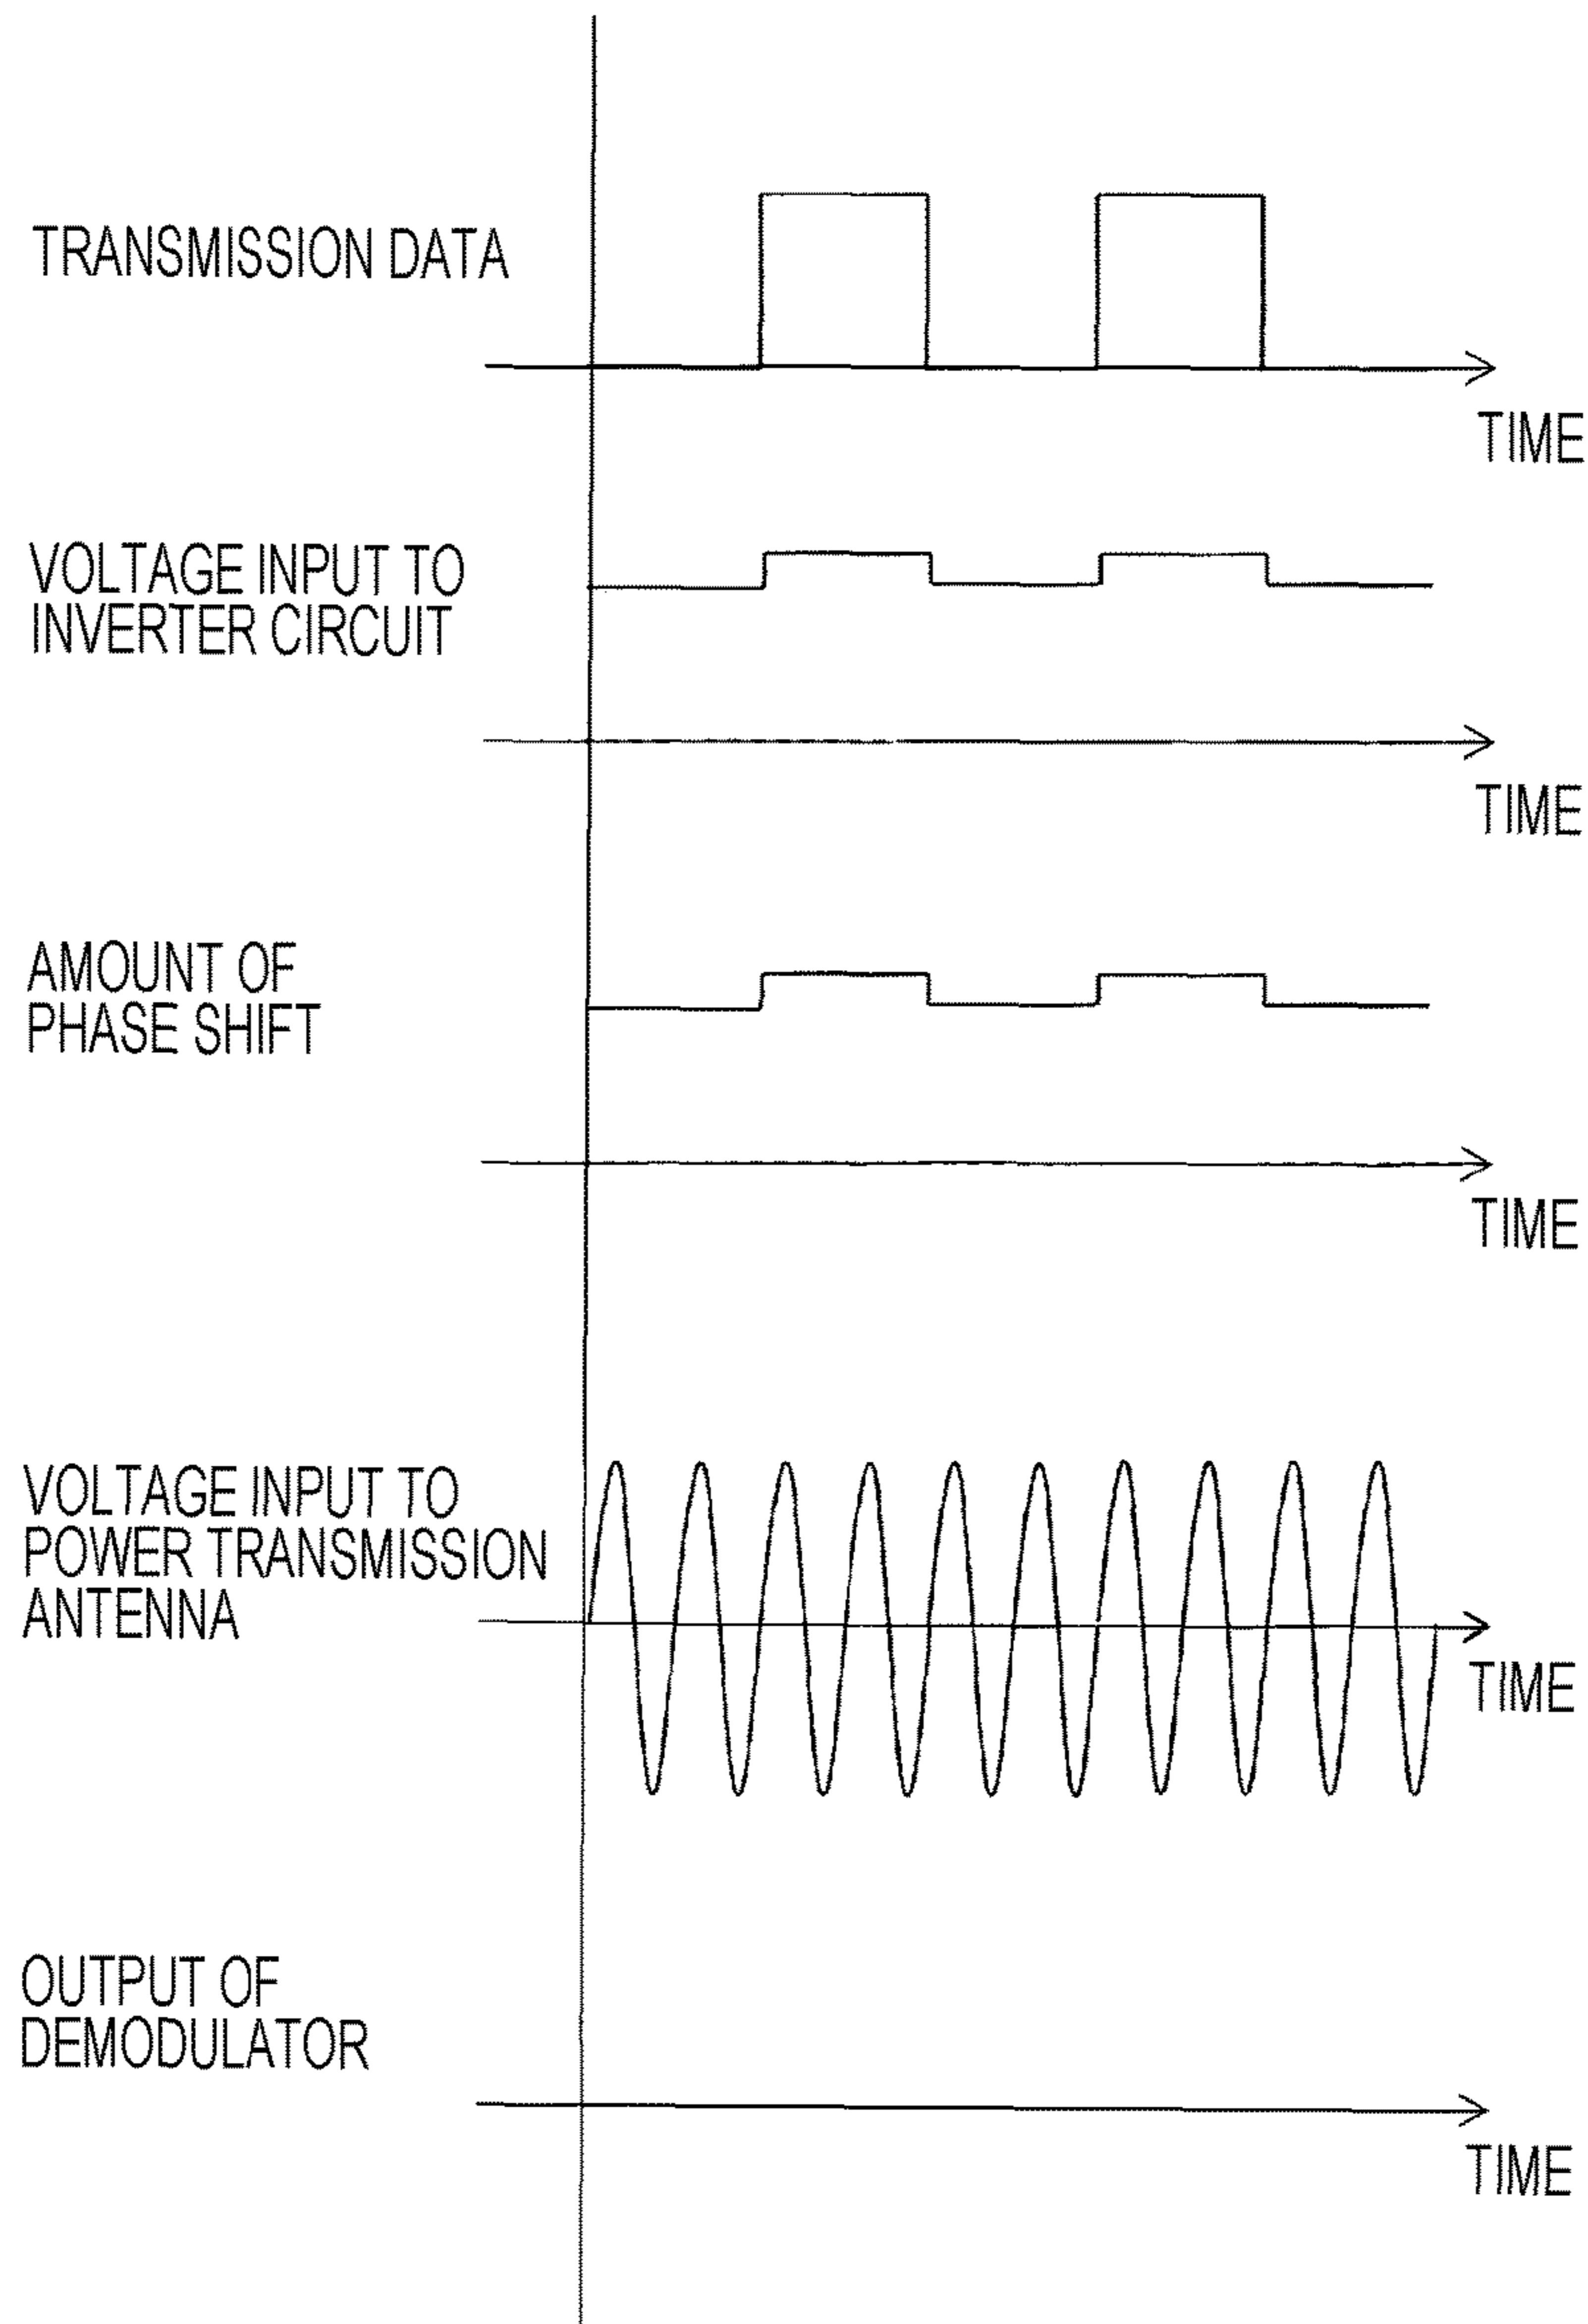 TRANSMISSION DATA
TIME
VOLTAGE INPUT TO
INVERTER CIRCUIT
TIME
AMOUNT OF
PHASE SHIFT
TIME
VOLTAGE INPUT TO
POWER TRANSMISSION
ANTENNA
TIME
OUTPUT OF
DEMODULATOR
TIME